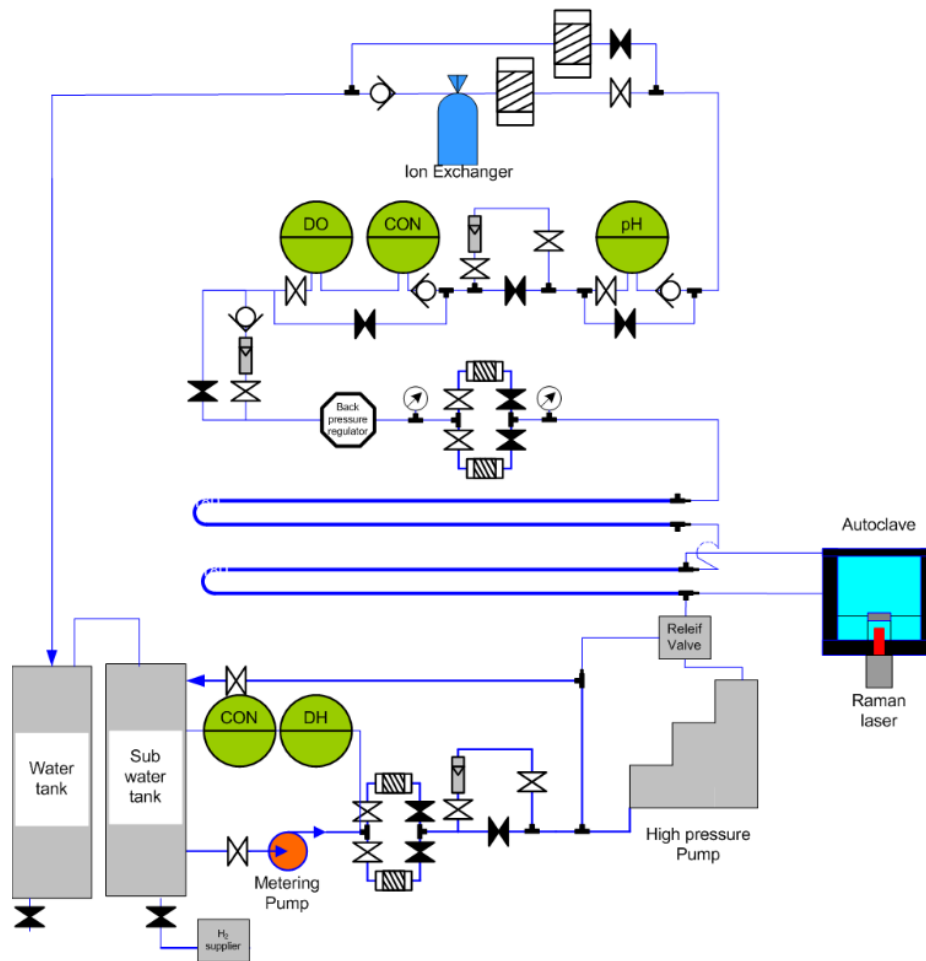 Ion Exchanger
DO
CON
pH
Back
pressure
regulator
Autoclave
Releif
Valve
Raman
laser
CON
DH
Water
tank
Sub
water
tank
High pressure
Pump
Metering
Pump
H2
supplier